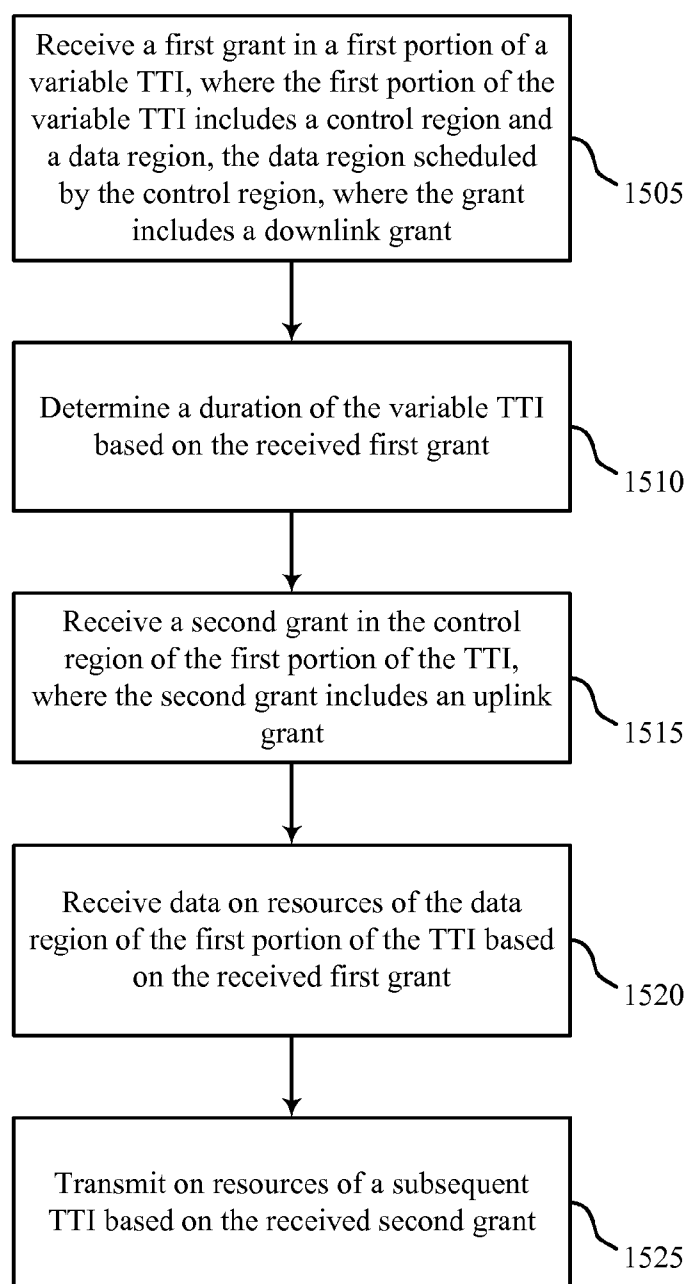 Receive a first grant in a first portion of a
variable TTI, where the first portion of the
variable TTI includes a control region and
a data region, the data region scheduled
by the control region, where the grant
includes a downlink grant
1505
Determine a duration of the variable TTI
based on the received first grant
1510
Receive a second grant in the control
region of the first portion of the TTI,
where the second grant includes an uplink
grant
1515
Receive data on resources of the data
region of the first portion of the TTI based
on the received first grant
1520
Transmit on resources of a subsequent
TTI based on the received second grant
1525